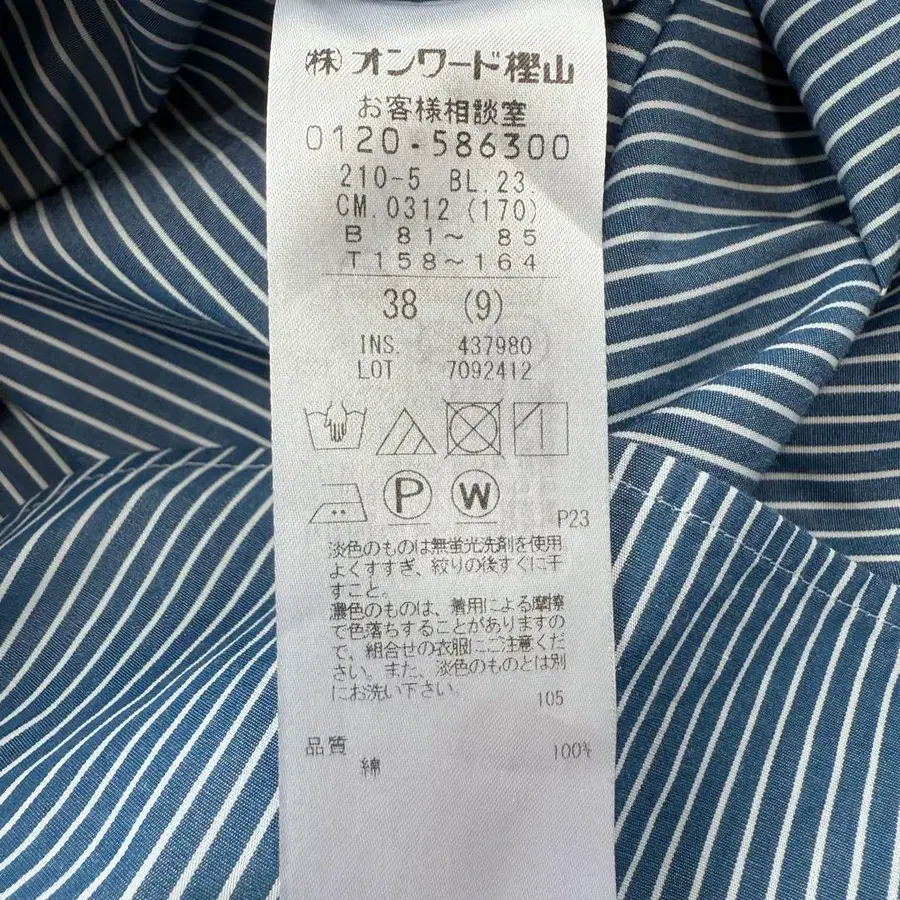 (株)オンワード樫山
お客様相談室
0120-586300
210-5 BL.23
CM.0312 (170)
B 81～ 85
T158～164
38 (9)
INS. 437980
LOT 7092412
P W P23
淡色のものは無蛍光洗剤を使用
よくすすぎ、絞りの後すぐに干
すこと。
濃色のものは、着用による摩擦
で色落ちすることがありますの
で、組合せの衣服にご注意くだ
さい。また、淡色のものとは別
にお洗い下さい。
105
品質
綿 100%